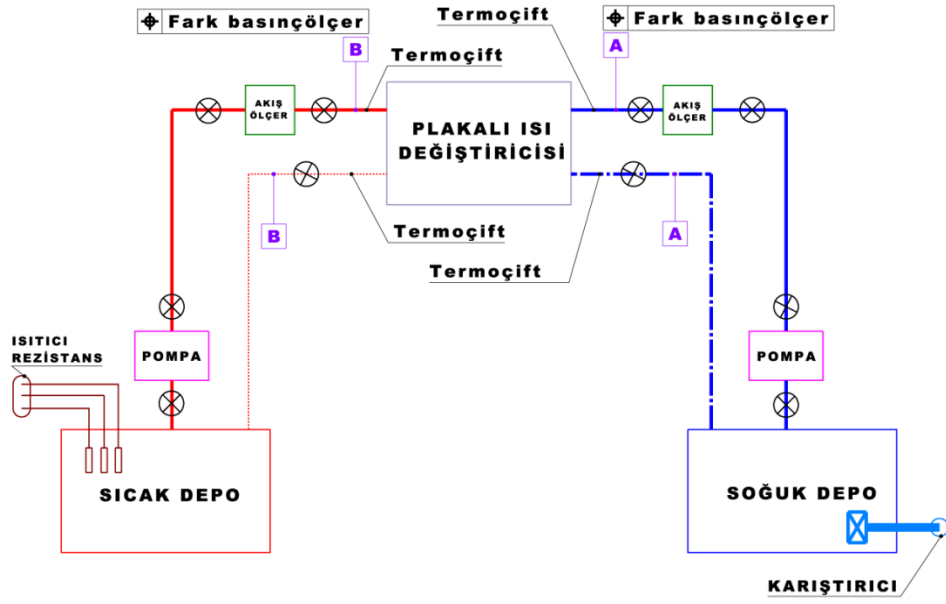 Fark basınçölçer
Termoçift
Fark basınçölçer
B
Termoçift
A
AKIŞ
ÖLÇER
PLAKALI ISI
DEĞİŞTİRİCİSİ
AKIŞ
ÖLÇER
B
Termoçift
A
Termoçift
ISITICI
REZİSTANS
POMPA
POMPA
SICAK DEPO
SOĞUK DEPO
KARIŞTIRICI